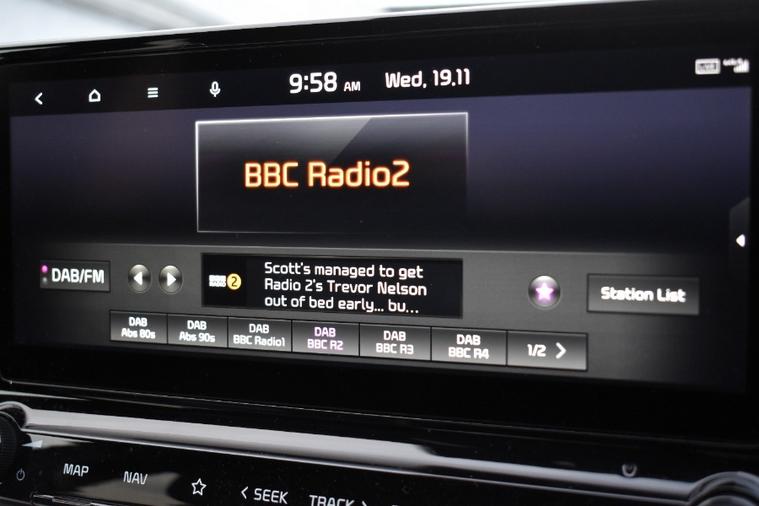 9:58 AM Wed, 19.11
BBC Radio2
DAB/FM
2
Scott's managed to get
Radio 2's Trevor Nelson
out of bed early... bu...
Station List
DAB
Abs 80s
DAB
Abs 90s
DAB
BBC Radio1
DAB
BBC R2
DAB
BBC R3
DAB
BBC R4
1/2 >
MAP
NAV
< SEEK
TRACK >